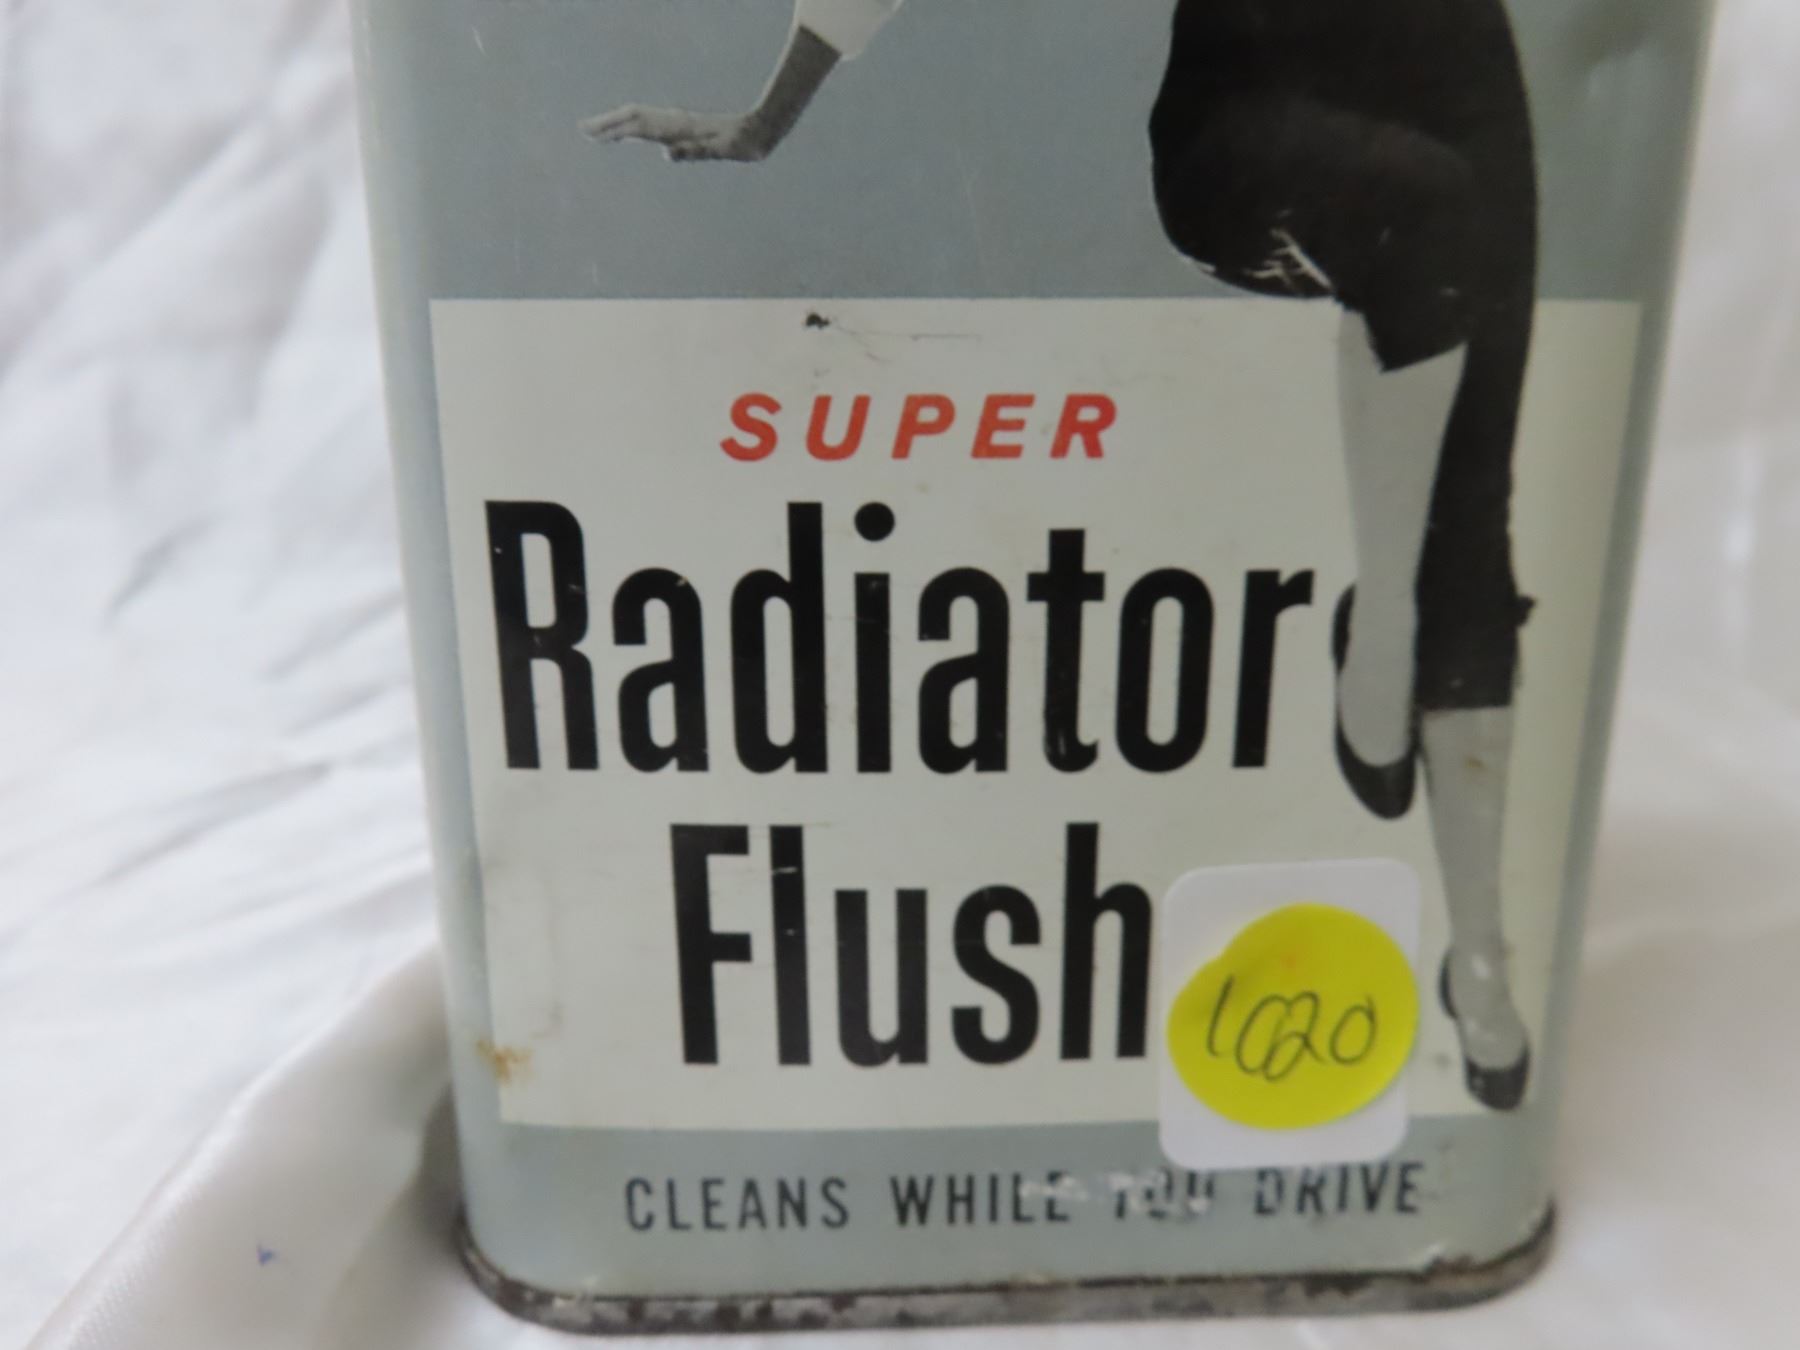 SUPER
Radiator
Flush
1020
CLEANS WHILE YOU DRIVE